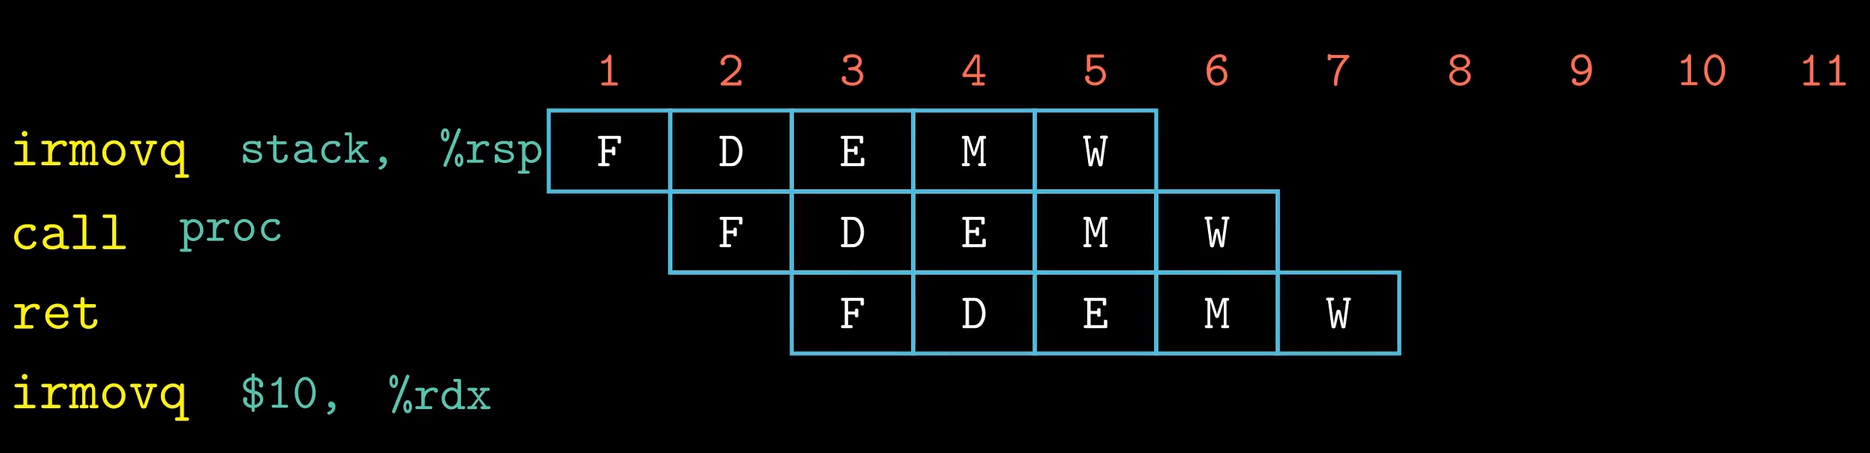 1 2 3 4 5 6 7 8 9 10 11
irmovq stack, %rsp F D E M W
call proc F D E M W
ret F D E M W
irmovq $10, %rdx